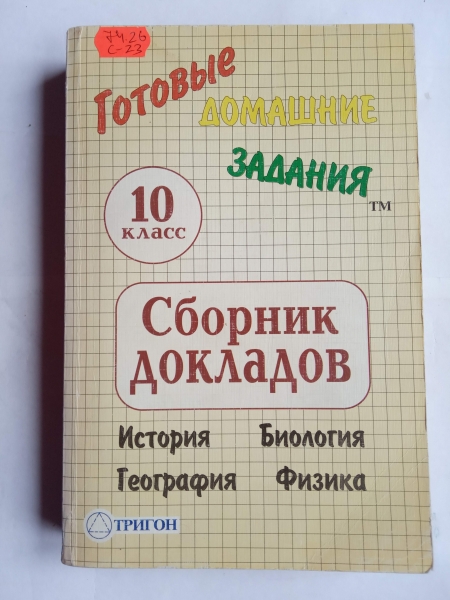 74.26
С-23
Готовые
домашние
задания
TM
10
класс
Сборник
докладов
История Биология
География Физика
ТРИГОН